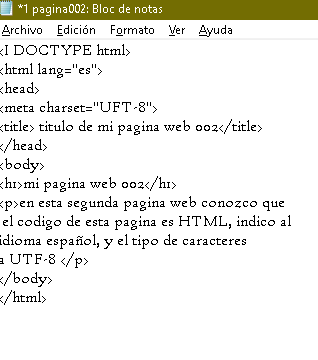 *1 pagina002: Bloc de notas
Archivo Edición Formato Ver Ayuda
<I DOCTYPE html>
<html lang="es">
<head>
<meta charset="UFT-8">
<title> titulo de mi pagina web 002</title>
</head>
<body>
<h1>mi pagina web 002</h1>
<p>en esta segunda pagina web conozco que
el codigo de esta pagina es HTML, indico al
idioma español, y el tipo de caracteres
a UTF-8 </p>
</body>
</html>